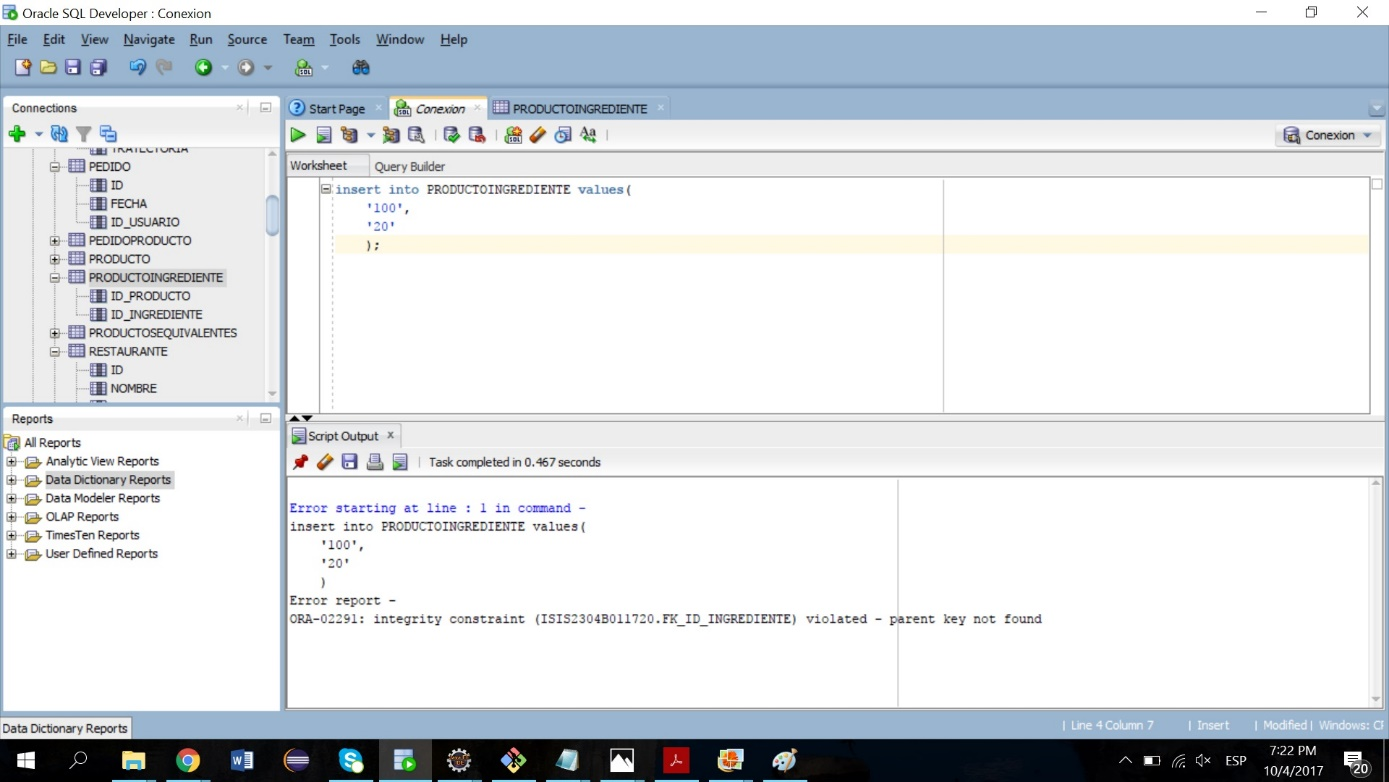 Oracle SQL Developer : Conexion
File Edit View Navigate Run Source Team Tools Window Help
Connections
TRAYECTORIA
PEDIDO
ID
FECHA
ID_USUARIO
PEDIDOPRODUCTO
PRODUCTO
PRODUCTOINGREDIENTE
ID_PRODUCTO
ID_INGREDIENTE
PRODUCTOSEQUIVALENTES
RESTAURANTE
ID
NOMBRE
Reports
All Reports
Analytic View Reports
Data Dictionary Reports
Data Modeler Reports
OLAP Reports
TimesTen Reports
User Defined Reports
Data Dictionary Reports
Start Page Conexion PRODUCTOINGREDIENTE
Conexion
Worksheet Query Builder
insert into PRODUCTOINGREDIENTE values(
'100',
'20'
);
Script Output
Task completed in 0.467 seconds
Error starting at line : 1 in command -
insert into PRODUCTOINGREDIENTE values(
'100',
'20'
)
Error report -
ORA-02291: integrity constraint (ISIS2304B011720.FK_ID_INGREDIENTE) violated - parent key not found
| Line 4 Column 7 | Insert | Modified | Windows: CF
ESP
7:22 PM
10/4/2017
20